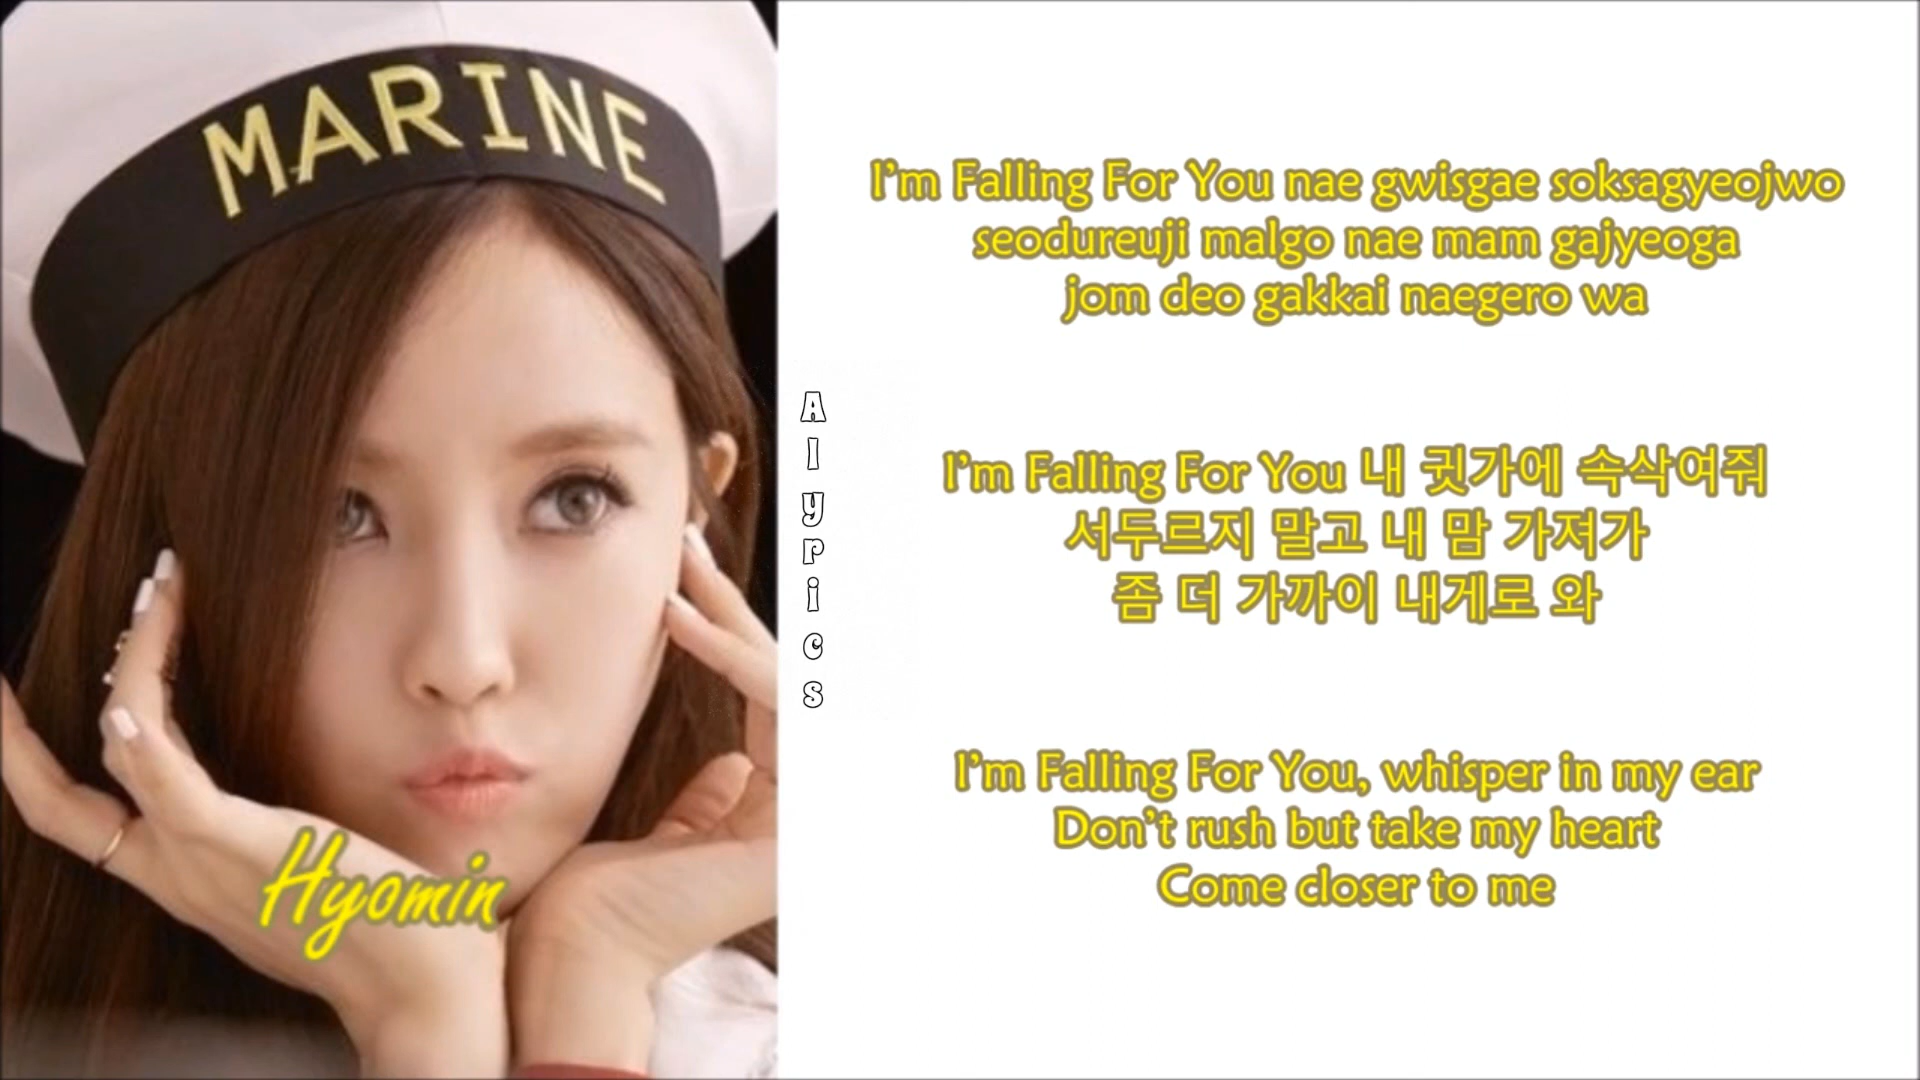 MARINE
Hyomin
Alyrics
I'm Falling For You nae gwisgae soksagyeojwo
seodureuji malgo nae mam gajyeoga
jom deo gakkai naegero wa
I'm Falling For You 내 귓가에 속삭여줘
서두르지 말고 내 맘 가져가
좀 더 가까이 내게로 와
I'm Falling For You, whisper in my ear
Don't rush but take my heart
Come closer to me